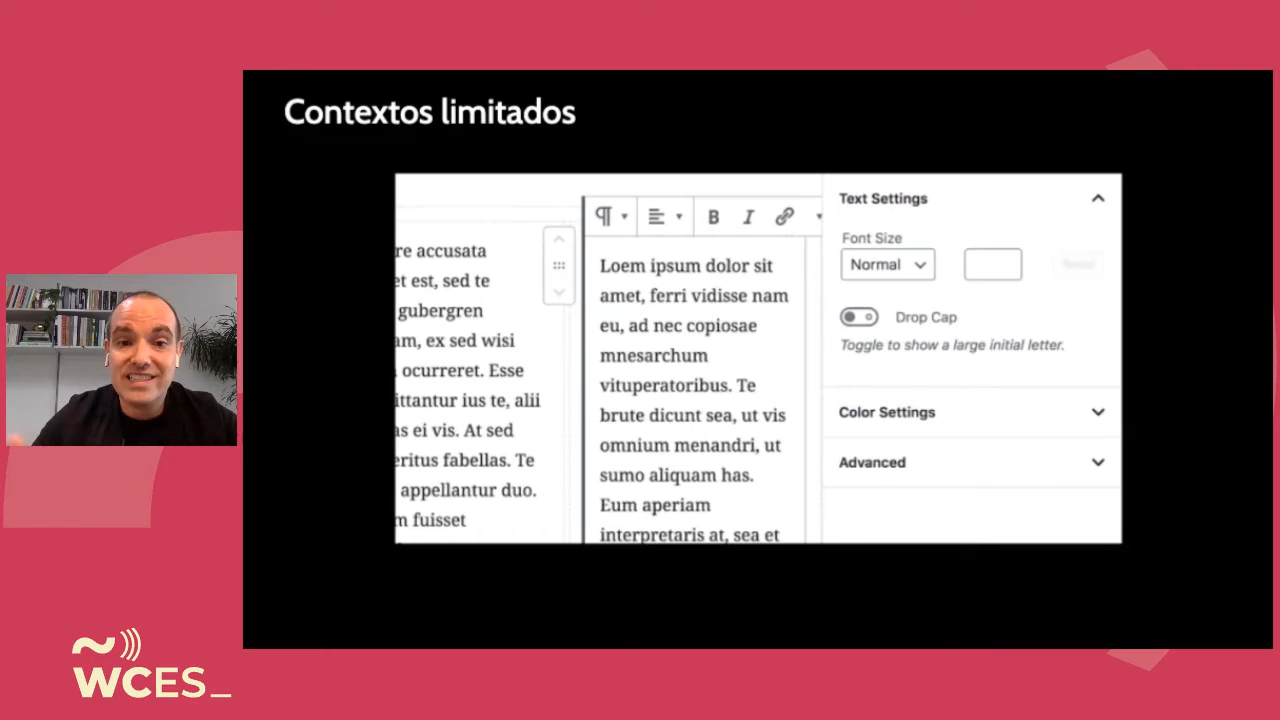 Contextos limitados
re accusata
et est, sed te
gubergren
am, ex sed wisi
ocurreret. Esse
ittantur ius te, alii
as ei vis. At sed
eritus fabellas. Te
appellantur duo.
m fuisset
B I
Loem ipsum dolor sit
amet, ferri vidisse nam
eu, ad nec copiosae
mnesarchum
vituperatoribus. Te
brute dicunt sea, ut vis
omnium menandri, ut
sumo aliquam has.
Eum aperiam
interpretaris at, sea et
Text Settings
Font Size
Normal
Drop Cap
Toggle to show a large initial letter.
Color Settings
Advanced
WCES_